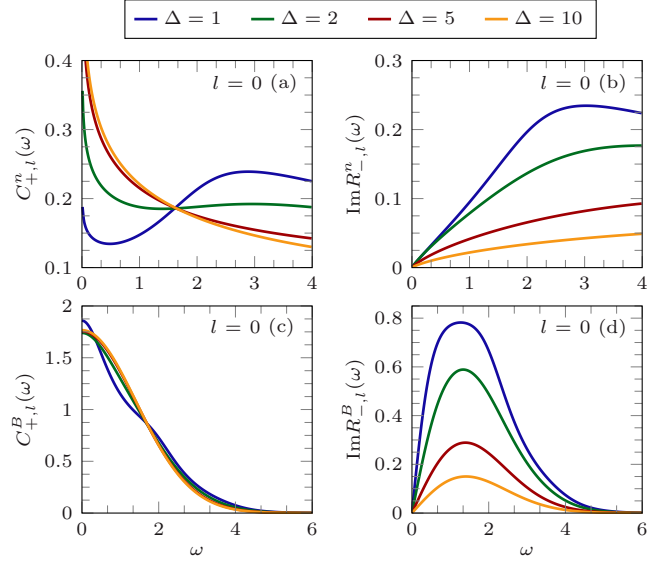 Δ = 1 Δ = 2 Δ = 5 Δ = 10
0.4
0.3
0.2
0.1
0 1 2 3 4
C^n_{+,l}(ω)
l = 0 (a)
0.3
0.2
0.1
0
0 1 2 3 4
ImR^n_{−,l}(ω)
l = 0 (b)
2
1.5
1
0.5
0
0 2 4 6
C^B_{+,l}(ω)
ω
l = 0 (c)
0.8
0.6
0.4
0.2
0
0 2 4 6
ImR^B_{−,l}(ω)
ω
l = 0 (d)